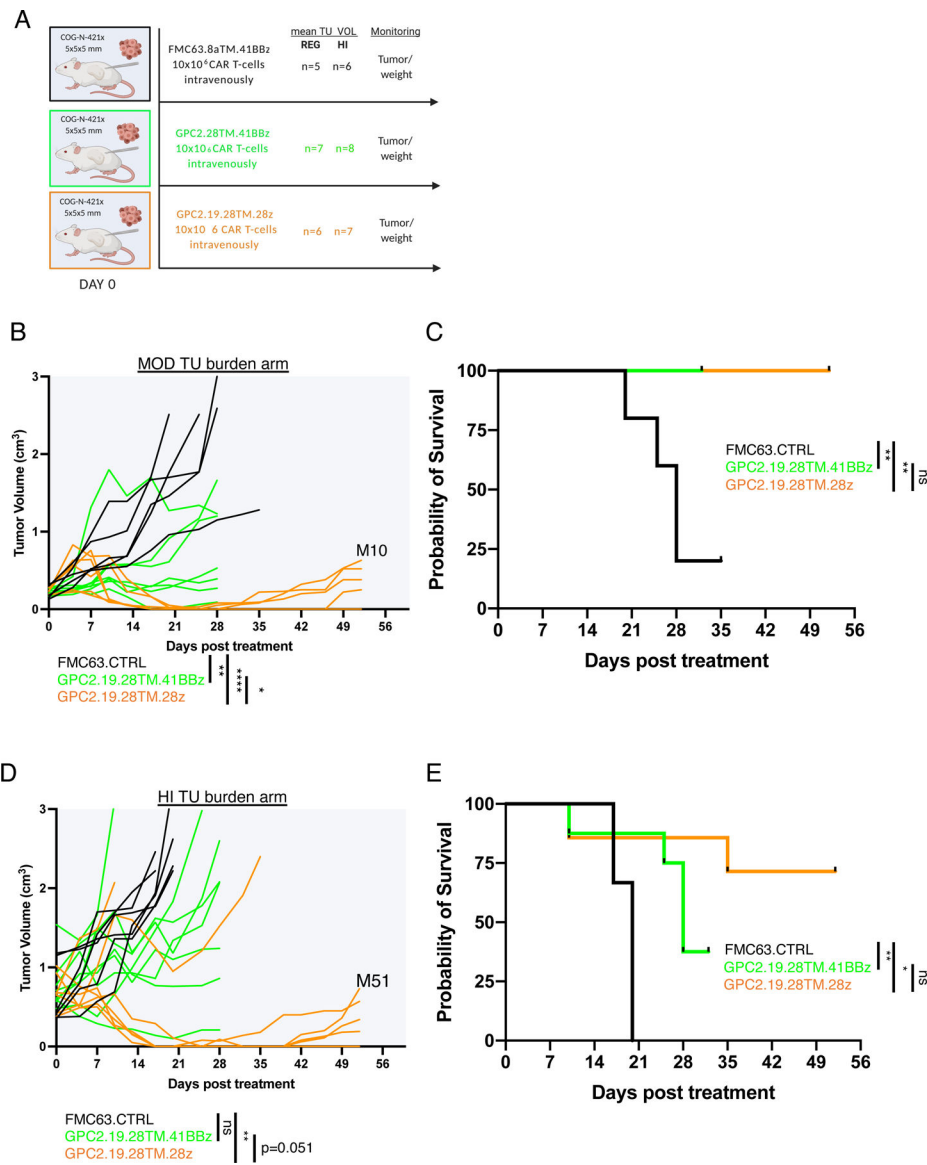 A
COG-N-421x
5x5x5 mm
FMC63.8aTM.41BBz
10x10⁶CAR T-cells
intravenously
mean TU VOL
REG HI
n=5 n=6
Monitoring
Tumor/
weight
COG-N-421x
5x5x5 mm
GPC2.28TM.41BBz
10x10₆CAR T-cells
intravenously
n=7 n=8
Tumor/
weight
COG-N-421x
5x5x5 mm
GPC2.19.28TM.28z
10x10 6 CAR T-cells
intravenously
n=6 n=7
Tumor/
weight
DAY 0
B
MOD TU burden arm
Tumor Volume (cm³)
3
2
1
0
M10
0 7 14 21 28 35 42 49 56
Days post treatment
FMC63.CTRL
GPC2.19.28TM.41BBz
GPC2.19.28TM.28z
**
****
*
C
Probability of Survival
100
75
50
25
0
FMC63.CTRL
GPC2.19.28TM.41BBz
GPC2.19.28TM.28z
**
**
ns
0 7 14 21 28 35 42 49 56
Days post treatment
D
HI TU burden arm
Tumor Volume (cm³)
3
2
1
0
M51
0 7 14 21 28 35 42 49 56
Days post treatment
FMC63.CTRL
GPC2.19.28TM.41BBz
GPC2.19.28TM.28z
ns
**
p=0.051
E
Probability of Survival
100
75
50
25
0
FMC63.CTRL
GPC2.19.28TM.41BBz
GPC2.19.28TM.28z
**
*
ns
0 7 14 21 28 35 42 49 56
Days post treatment